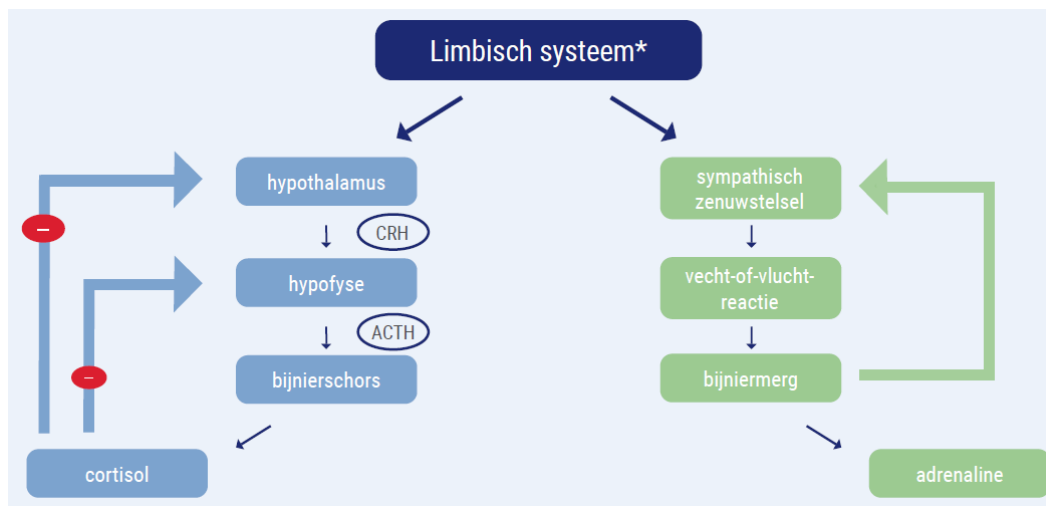 Limbisch systeem*
hypothalamus
CRH
hypofyse
ACTH
bijnierschors
cortisol
sympathisch
zenuwstelsel
vecht-of-vlucht-
reactie
bijniermerg
adrenaline